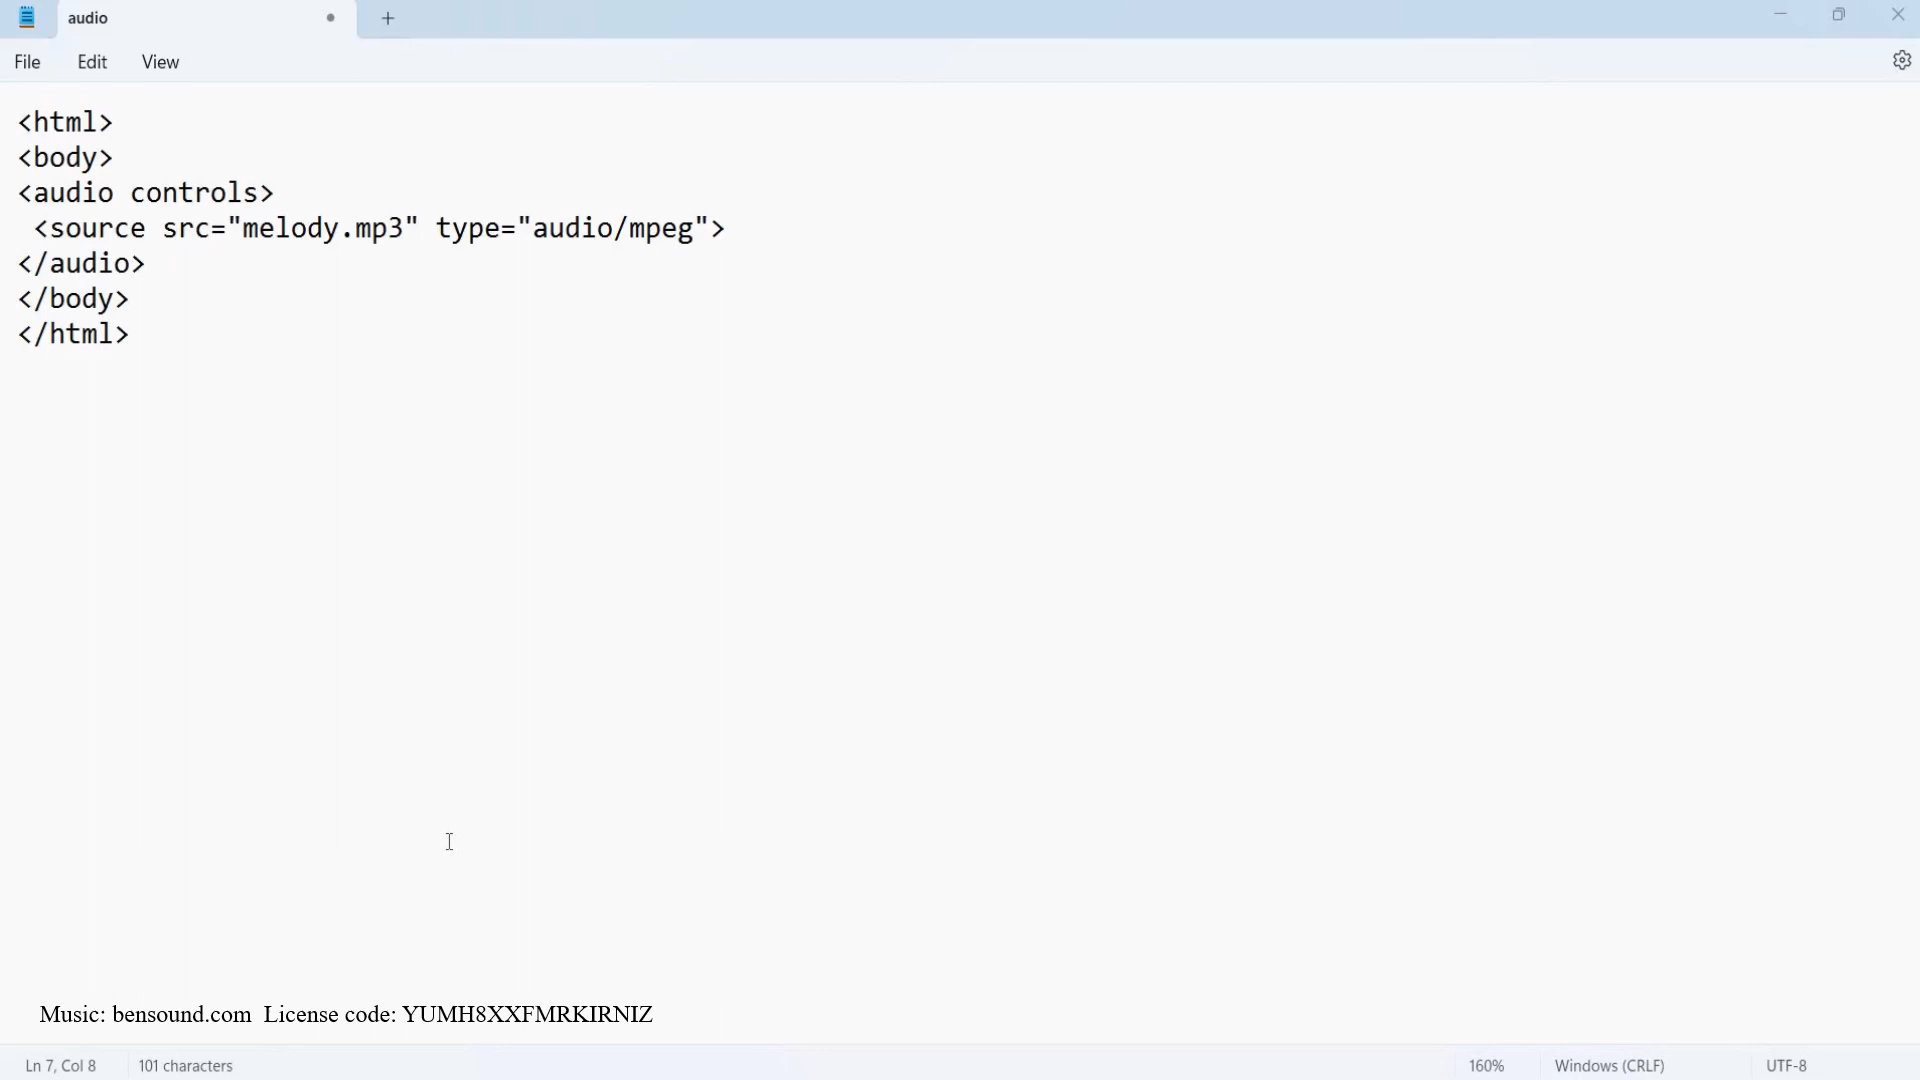 audio
File Edit View
<html>
<body>
<audio controls>
 <source src="melody.mp3" type="audio/mpeg">
</audio>
</body>
</html>
Music: bensound.com  License code: YUMH8XXFMRKIRNIZ
Ln 7, Col 8 101 characters 160% Windows (CRLF) UTF-8